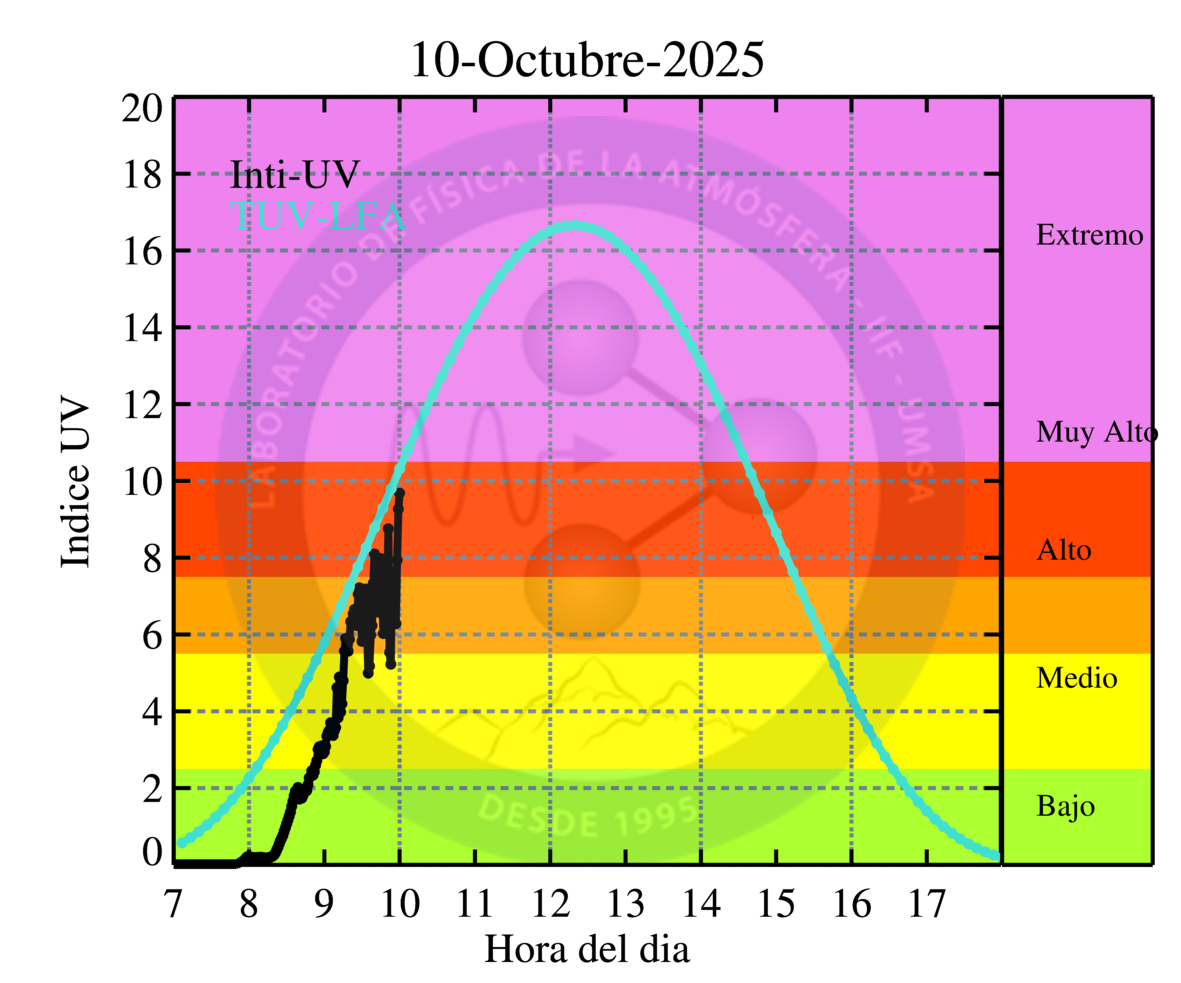 10-Octubre-2025
20
18
16
14
12
10
8
6
4
2
0
Indice UV
Inti-UV
TUV-LFA
LABORATORIO DE FÍSICA DE LA ATMÓSFERA - IIF - UMSA
DESDE 1995
Extremo
Muy Alto
Alto
Medio
Bajo
7 8 9 10 11 12 13 14 15 16 17
Hora del dia